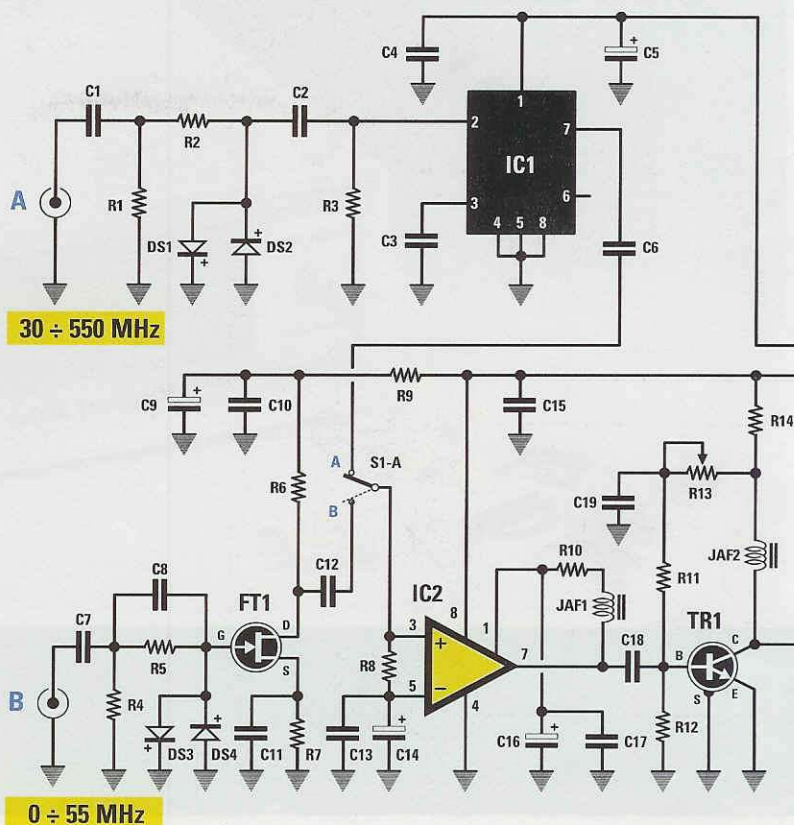 C4
C5
1
C1
R2
C2
2
7
IC1
A
R1
DS1
+
+
DS2
R3
3
6
C3
4
5
8
C6
30 ÷ 550 MHz
C9
+
C10
R9
C15
R14
R6
A
S1-A
B
C19
R13
JAF2
C8
FT1
C12
IC2
R10
R11
C7
D
8
1
JAF1
TR1
G
3
+
C
R5
S
R8
7
C18
B
B
R4
5
−
4
S
E
DS3
+
+
DS4
C11
R7
C13
+
C14
C16
+
C17
R12
0 ÷ 55 MHz